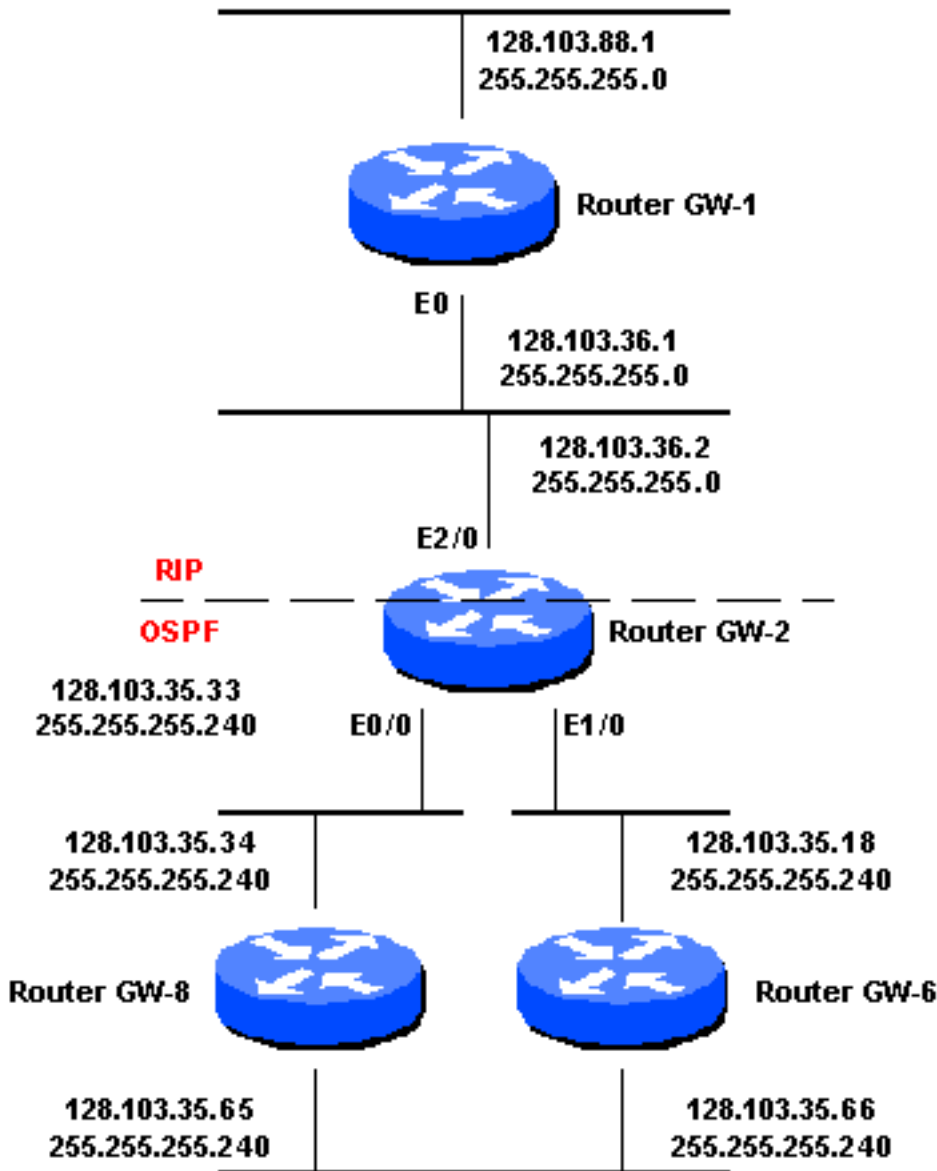 128.103.88.1
255.255.255.0
Router GW-1
E0
128.103.36.1
255.255.255.0
128.103.36.2
255.255.255.0
E2/0
RIP
OSPF
Router GW-2
128.103.35.33
255.255.255.240
E0/0
E1/0
128.103.35.34
255.255.255.240
128.103.35.18
255.255.255.240
Router GW-8
Router GW-6
128.103.35.65
255.255.255.240
128.103.35.66
255.255.255.240